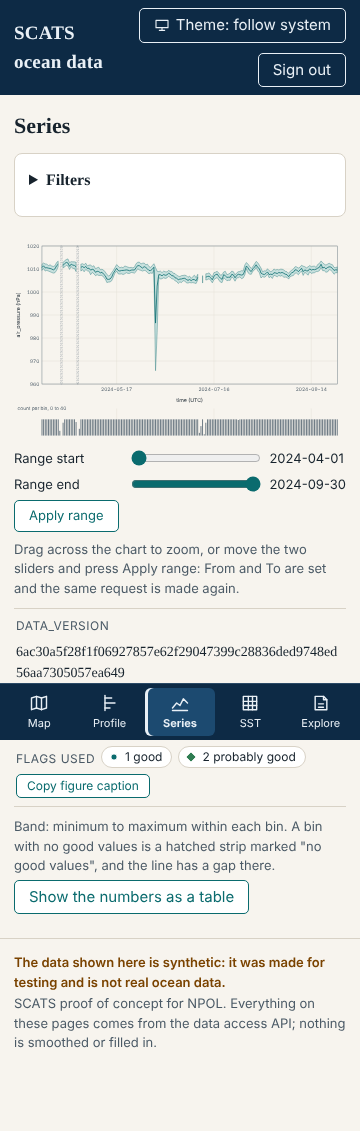 SCATS
ocean data
Theme: follow system
Sign out
Series
Filters
1020
1010
1000
990
980
970
960
air_pressure (hPa)
2024-05-17
2024-07-16
2024-09-14
time (UTC)
count per bin, 0 to 40
Range start
2024-04-01
Range end
2024-09-30
Apply range
Drag across the chart to zoom, or move the two
sliders and press Apply range: From and To are set
and the same request is made again.
DATA_VERSION
6ac30a5f28f1f06927857e62f29047399c28836ded9748ed
56aa7305057ea649
Map
Profile
Series
SST
Explore
FLAGS USED
1 good
2 probably good
Copy figure caption
Band: minimum to maximum within each bin. A bin
with no good values is a hatched strip marked "no
good values", and the line has a gap there.
Show the numbers as a table
The data shown here is synthetic: it was made for
testing and is not real ocean data.
SCATS proof of concept for NPOL. Everything on
these pages comes from the data access API; nothing
is smoothed or filled in.